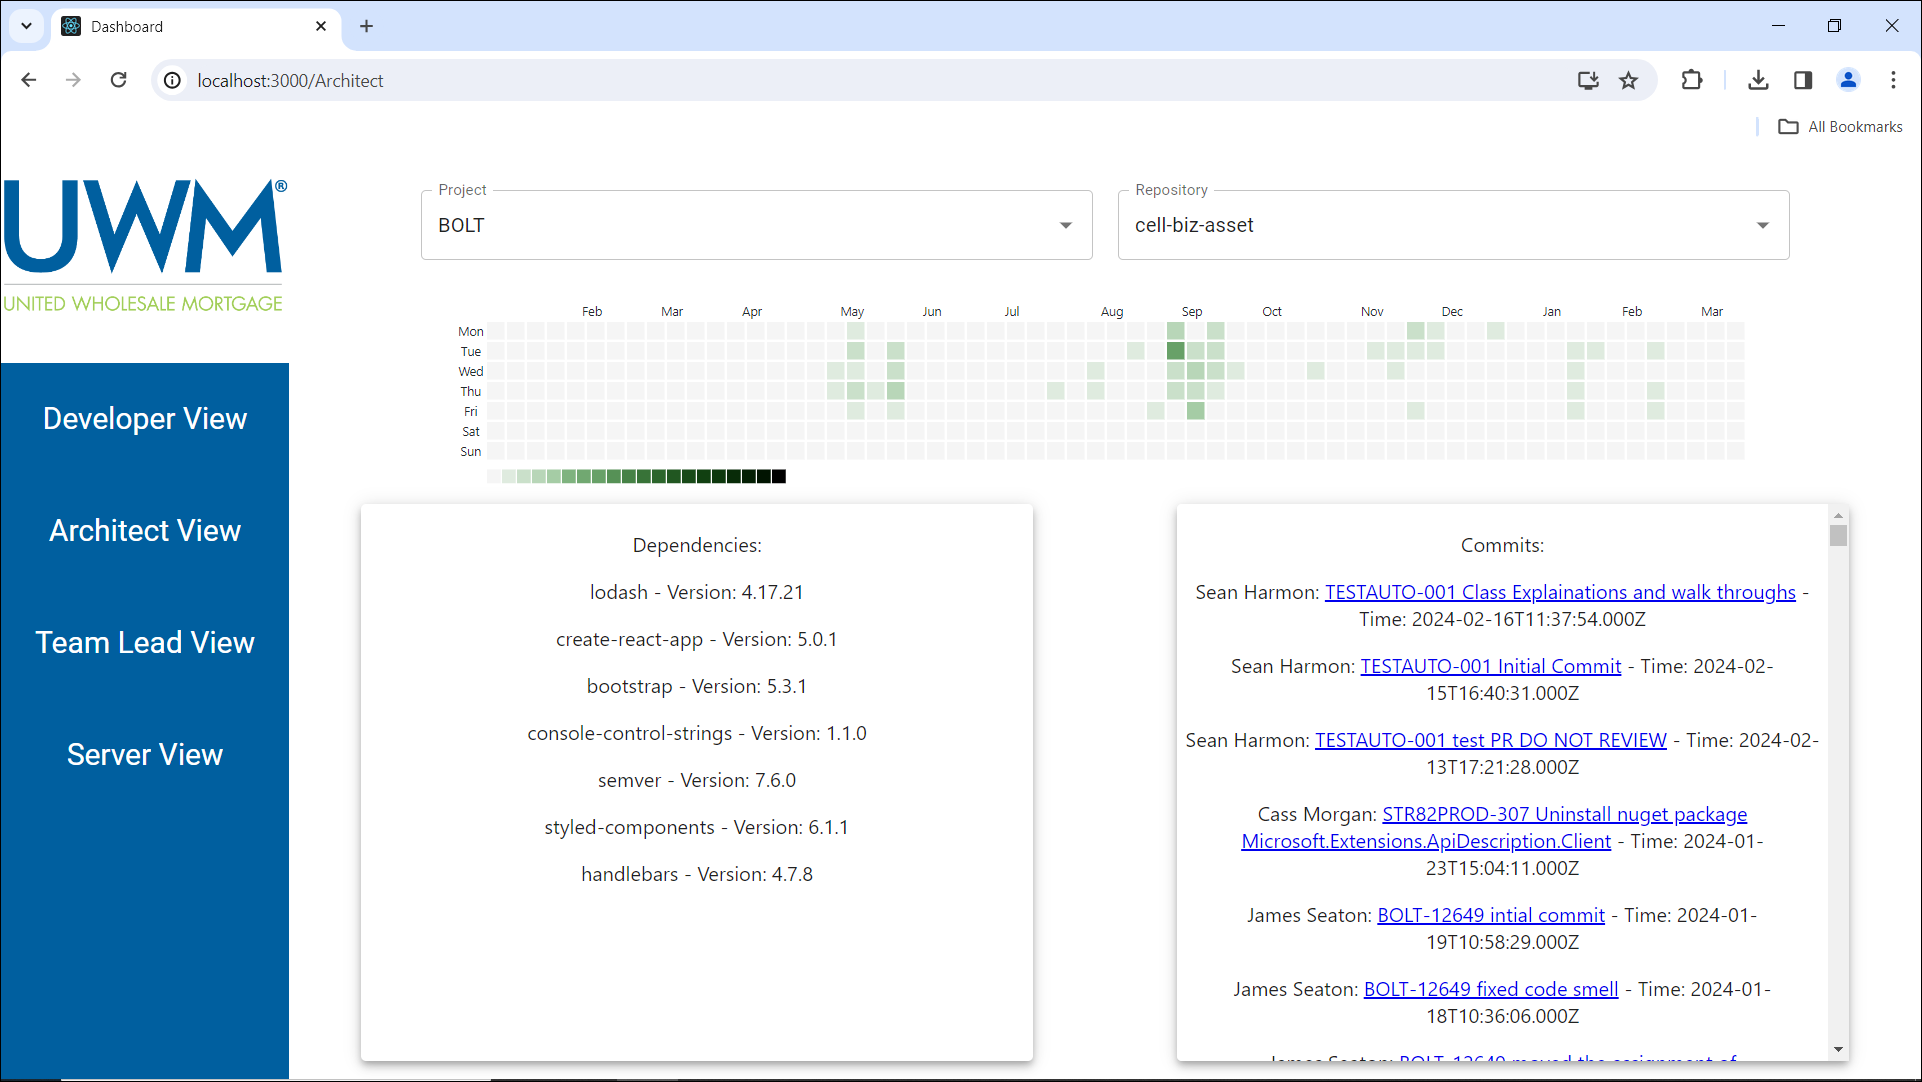 Dashboard
localhost:3000/Architect
All Bookmarks
UWM®
UNITED WHOLESALE MORTGAGE
Developer View
Architect View
Team Lead View
Server View
Project
BOLT
Repository
cell-biz-asset
Feb Mar Apr May Jun Jul Aug Sep Oct Nov Dec Jan Feb Mar
Mon
Tue
Wed
Thu
Fri
Sat
Sun
Dependencies:
lodash - Version: 4.17.21
create-react-app - Version: 5.0.1
bootstrap - Version: 5.3.1
console-control-strings - Version: 1.1.0
semver - Version: 7.6.0
styled-components - Version: 6.1.1
handlebars - Version: 4.7.8
Commits:
Sean Harmon: TESTAUTO-001 Class Explainations and walk throughs -
Time: 2024-02-16T11:37:54.000Z
Sean Harmon: TESTAUTO-001 Initial Commit - Time: 2024-02-
15T16:40:31.000Z
Sean Harmon: TESTAUTO-001 test PR DO NOT REVIEW - Time: 2024-02-
13T17:21:28.000Z
Cass Morgan: STR82PROD-307 Uninstall nuget package
Microsoft.Extensions.ApiDescription.Client - Time: 2024-01-
23T15:04:11.000Z
James Seaton: BOLT-12649 intial commit - Time: 2024-01-
19T10:58:29.000Z
James Seaton: BOLT-12649 fixed code smell - Time: 2024-01-
18T10:36:06.000Z
James Seaton: BOLT-12649 moved the assignment of